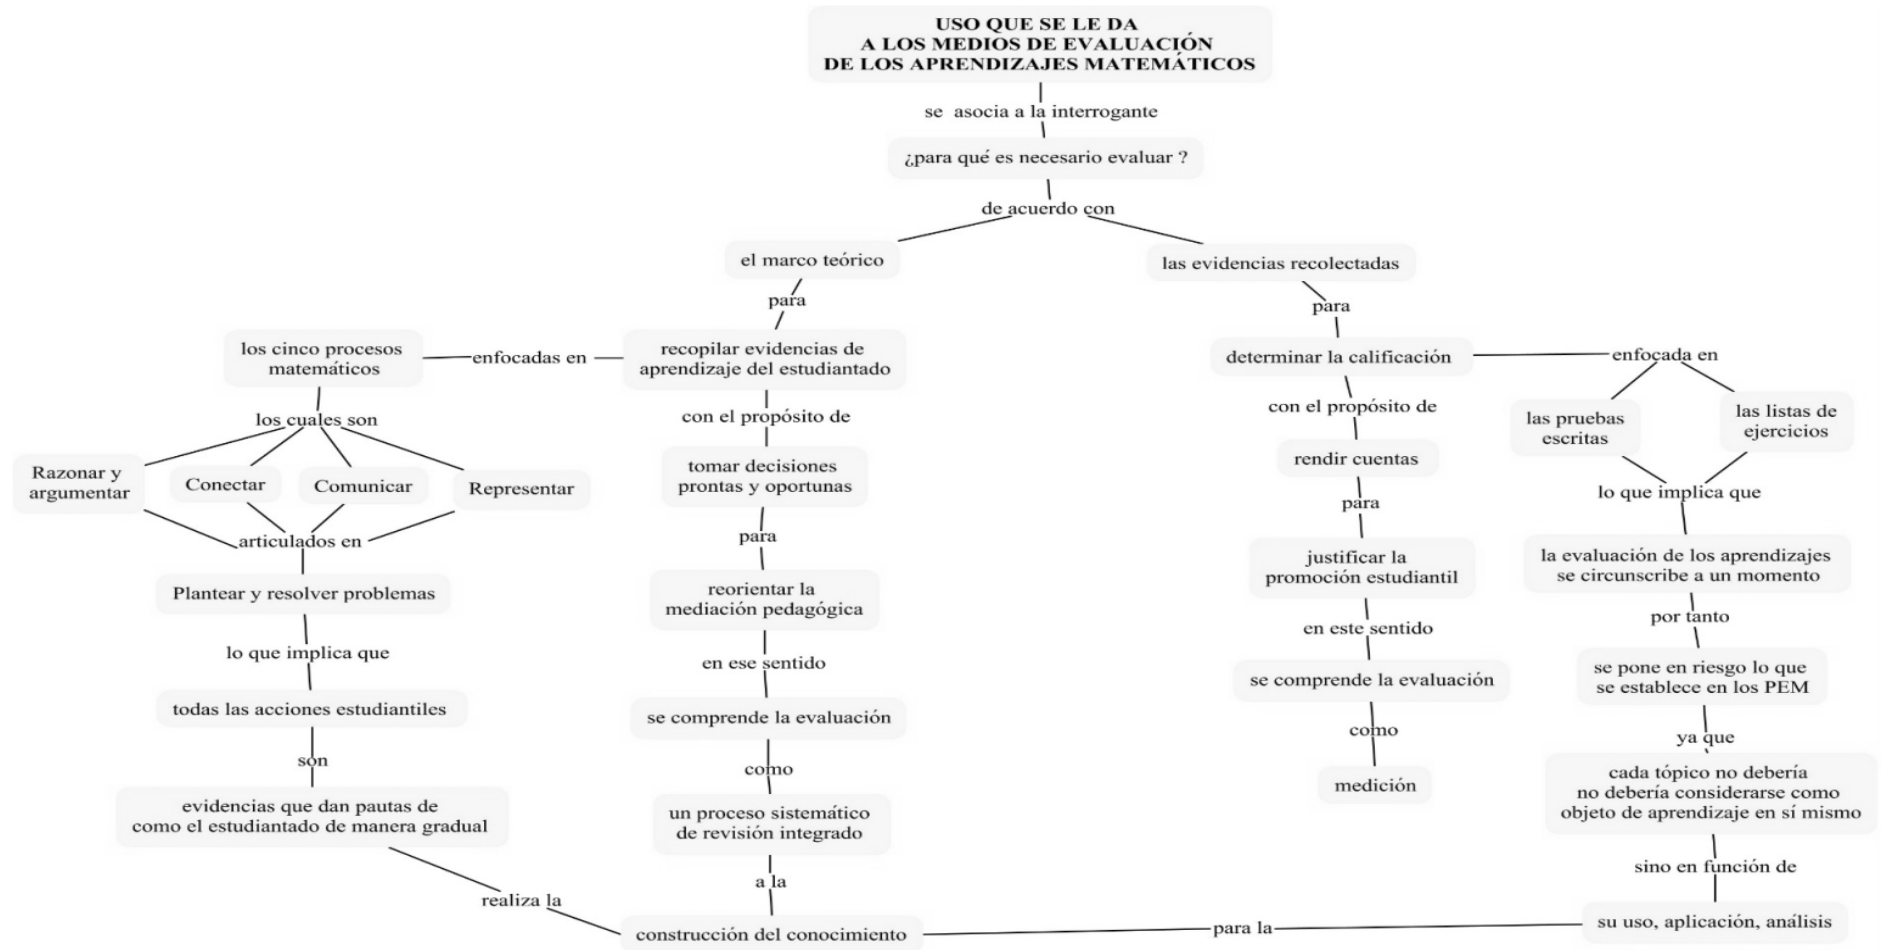 USO QUE SE LE DA
A LOS MEDIOS DE EVALUACIÓN
DE LOS APRENDIZAJES MATEMÁTICOS
se asocia a la interrogante
¿para qué es necesario evaluar ?
de acuerdo con
el marco teórico
para
recopilar evidencias de
aprendizaje del estudiantado
enfocadas en
los cinco procesos
matemáticos
los cuales son
Razonar y
argumentar
Conectar
Comunicar
Representar
articulados en
Plantear y resolver problemas
lo que implica que
todas las acciones estudiantiles
son
evidencias que dan pautas de
como el estudiantado de manera gradual
realiza la
con el propósito de
tomar decisiones
prontas y oportunas
para
reorientar la
mediación pedagógica
en ese sentido
se comprende la evaluación
como
un proceso sistemático
de revisión integrado
a la
construcción del conocimiento
las evidencias recolectadas
para
determinar la calificación
con el propósito de
rendir cuentas
para
justificar la
promoción estudiantil
en este sentido
se comprende la evaluación
como
medición
enfocada en
las pruebas
escritas
las listas de
ejercicios
lo que implica que
la evaluación de los aprendizajes
se circunscribe a un momento
por tanto
se pone en riesgo lo que
se establece en los PEM
ya que
cada tópico no debería
no debería considerarse como
objeto de aprendizaje en sí mismo
sino en función de
su uso, aplicación, análisis
para la